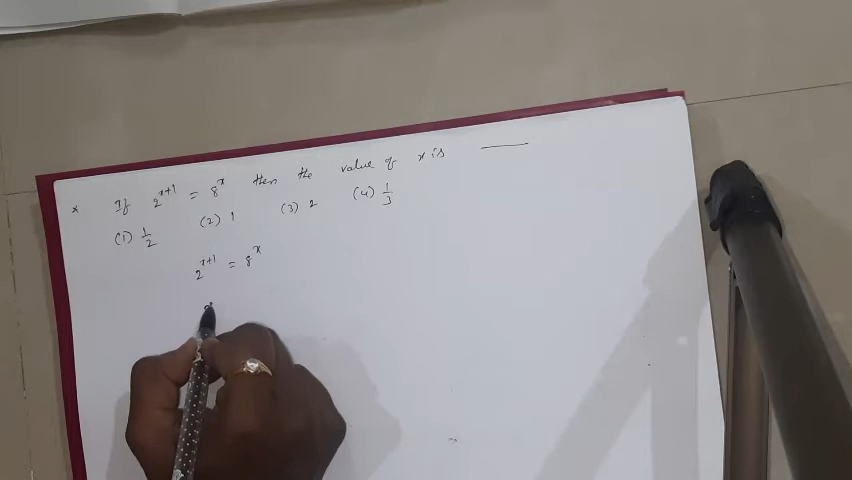 * If 2^{x+1} = 8^x then the value of x is ____
(1) 1/2 (2) 1 (3) 2 (4) 1/3
2^{x+1} = 8^x